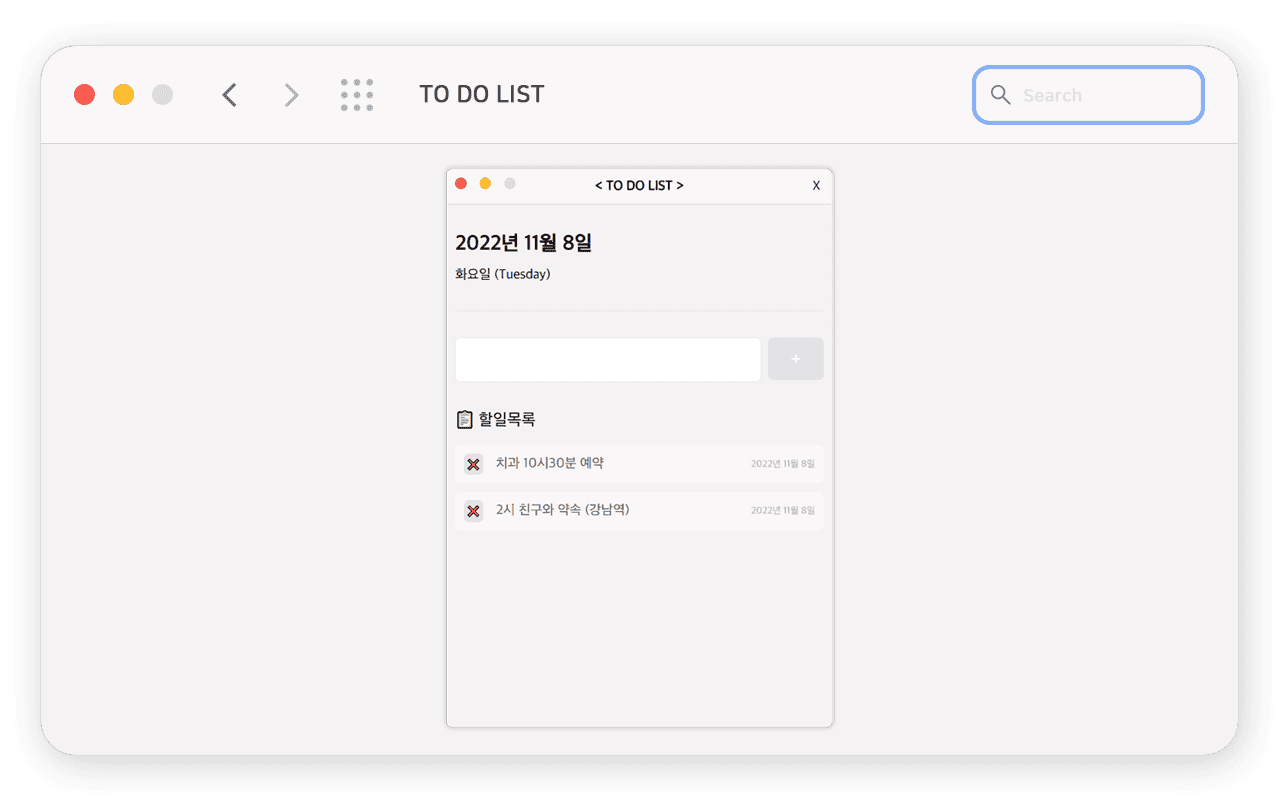 TO DO LIST
Search
< TO DO LIST >
X
2022년 11월 8일
화요일 (Tuesday)
+
할일목록
치과 10시30분 예약
2022년 11월 8일
2시 친구와 약속 (강남역)
2022년 11월 8일